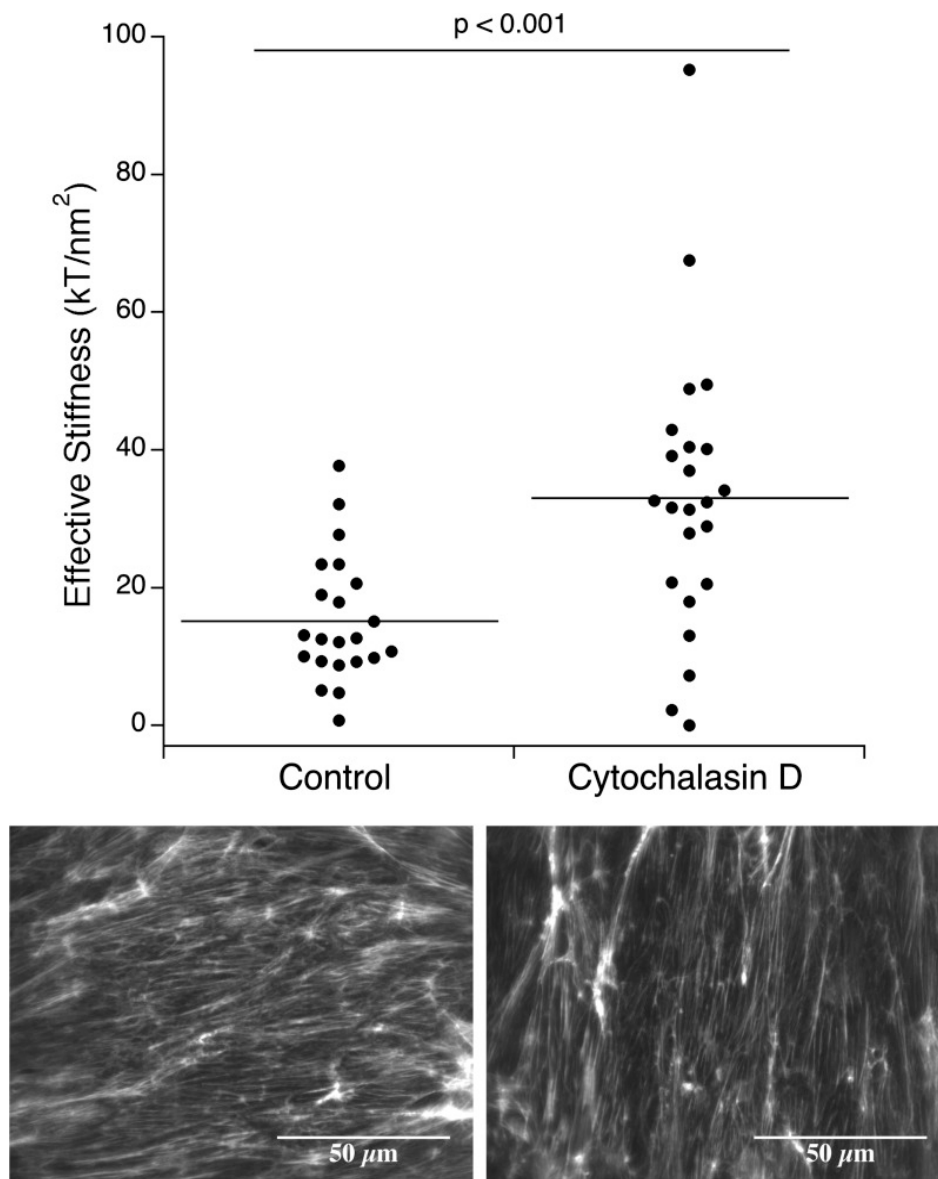 p < 0.001
100
80
60
40
20
0
Effective Stiffness (kT/nm²)
Control
Cytochalasin D
50 µm
50 µm